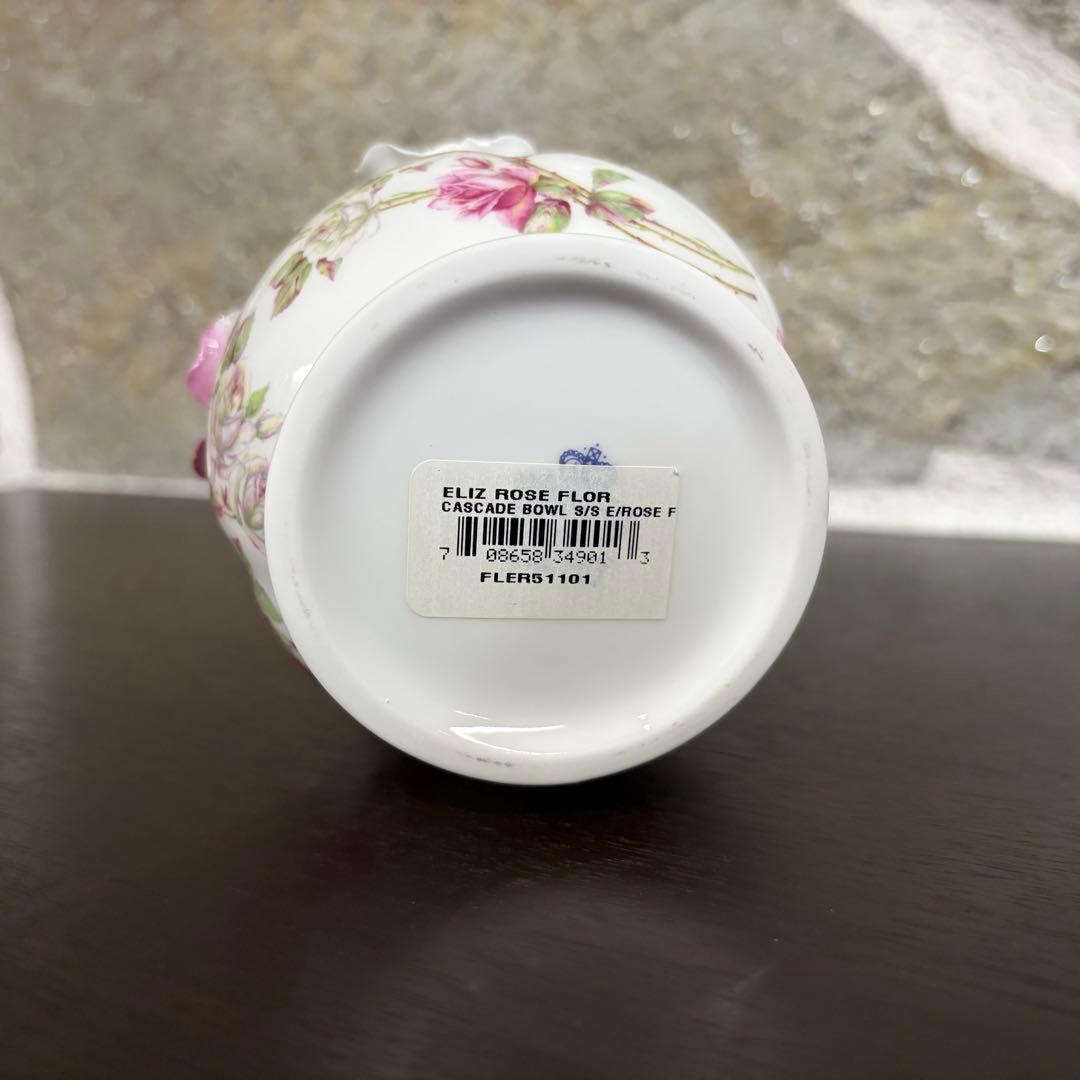 ELIZ ROSE FLOR
CASCADE BOWL S/S E/ROSE F
7 08658 34901 3
FLER51101